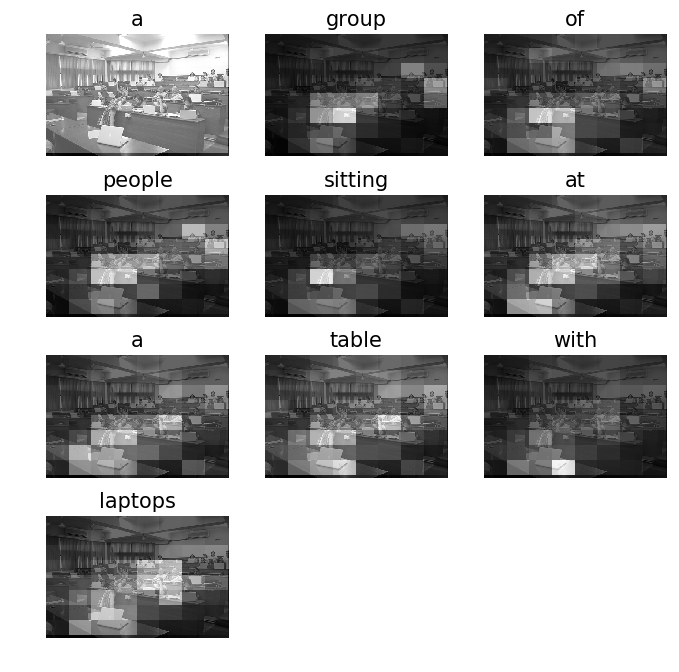 a group of
people sitting at
a table with
laptops